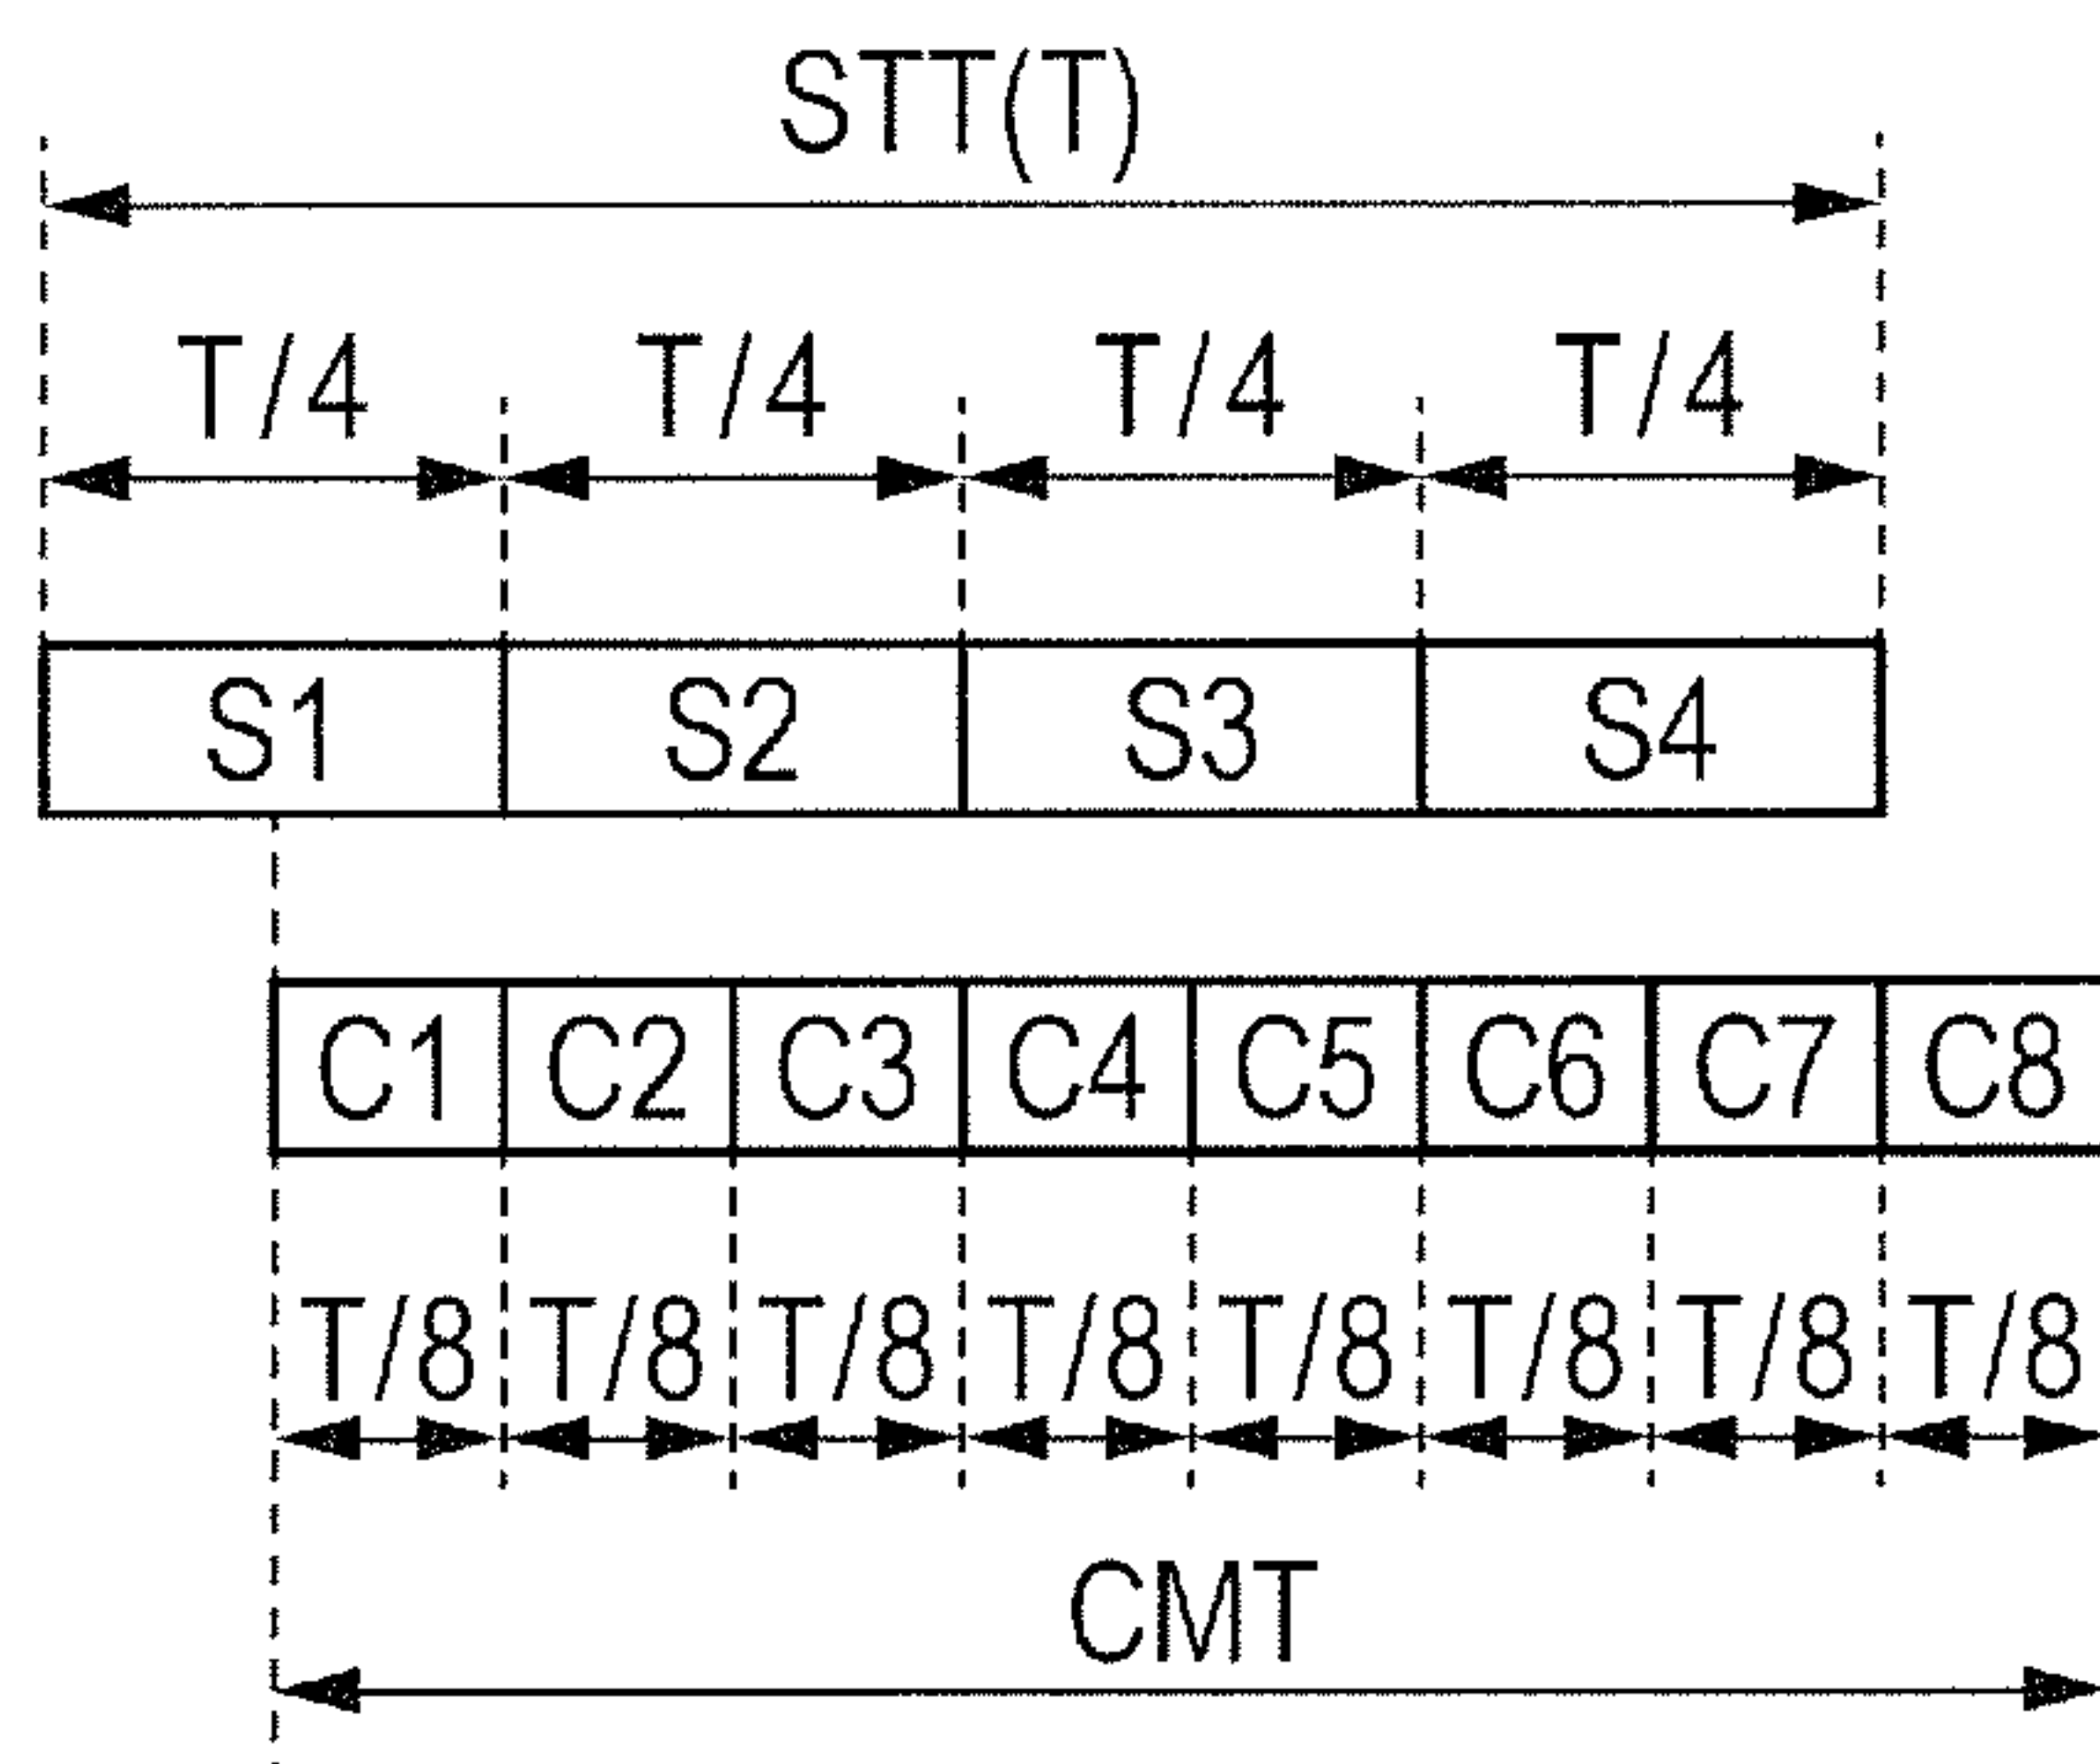 STT(T)
T/4 T/4 T/4 T/4
S1 S2 S3 S4
C1 C2 C3 C4 C5 C6 C7 C8
T/8 T/8 T/8 T/8 T/8 T/8 T/8 T/8
CMT